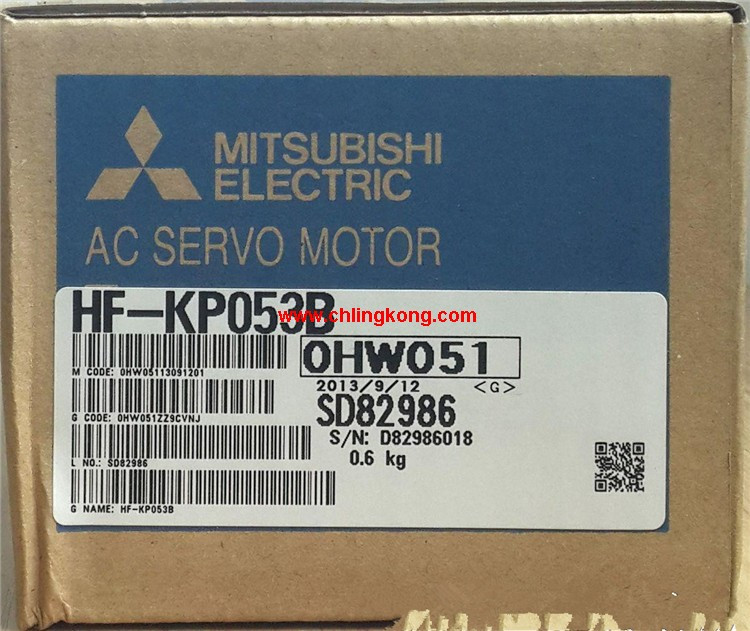 MITSUBISHI
ELECTRIC
AC SERVO MOTOR
HF-KP053B
www.chlingkong.com
0HW051
M CODE: 0HW05113091201
2013/9/12 <G>
SD82986
G CODE: 0HW051ZZ9CVNJ
S/N: D82986018
L NO.: SD82986
0.6 kg
G NAME: HF-KP053B